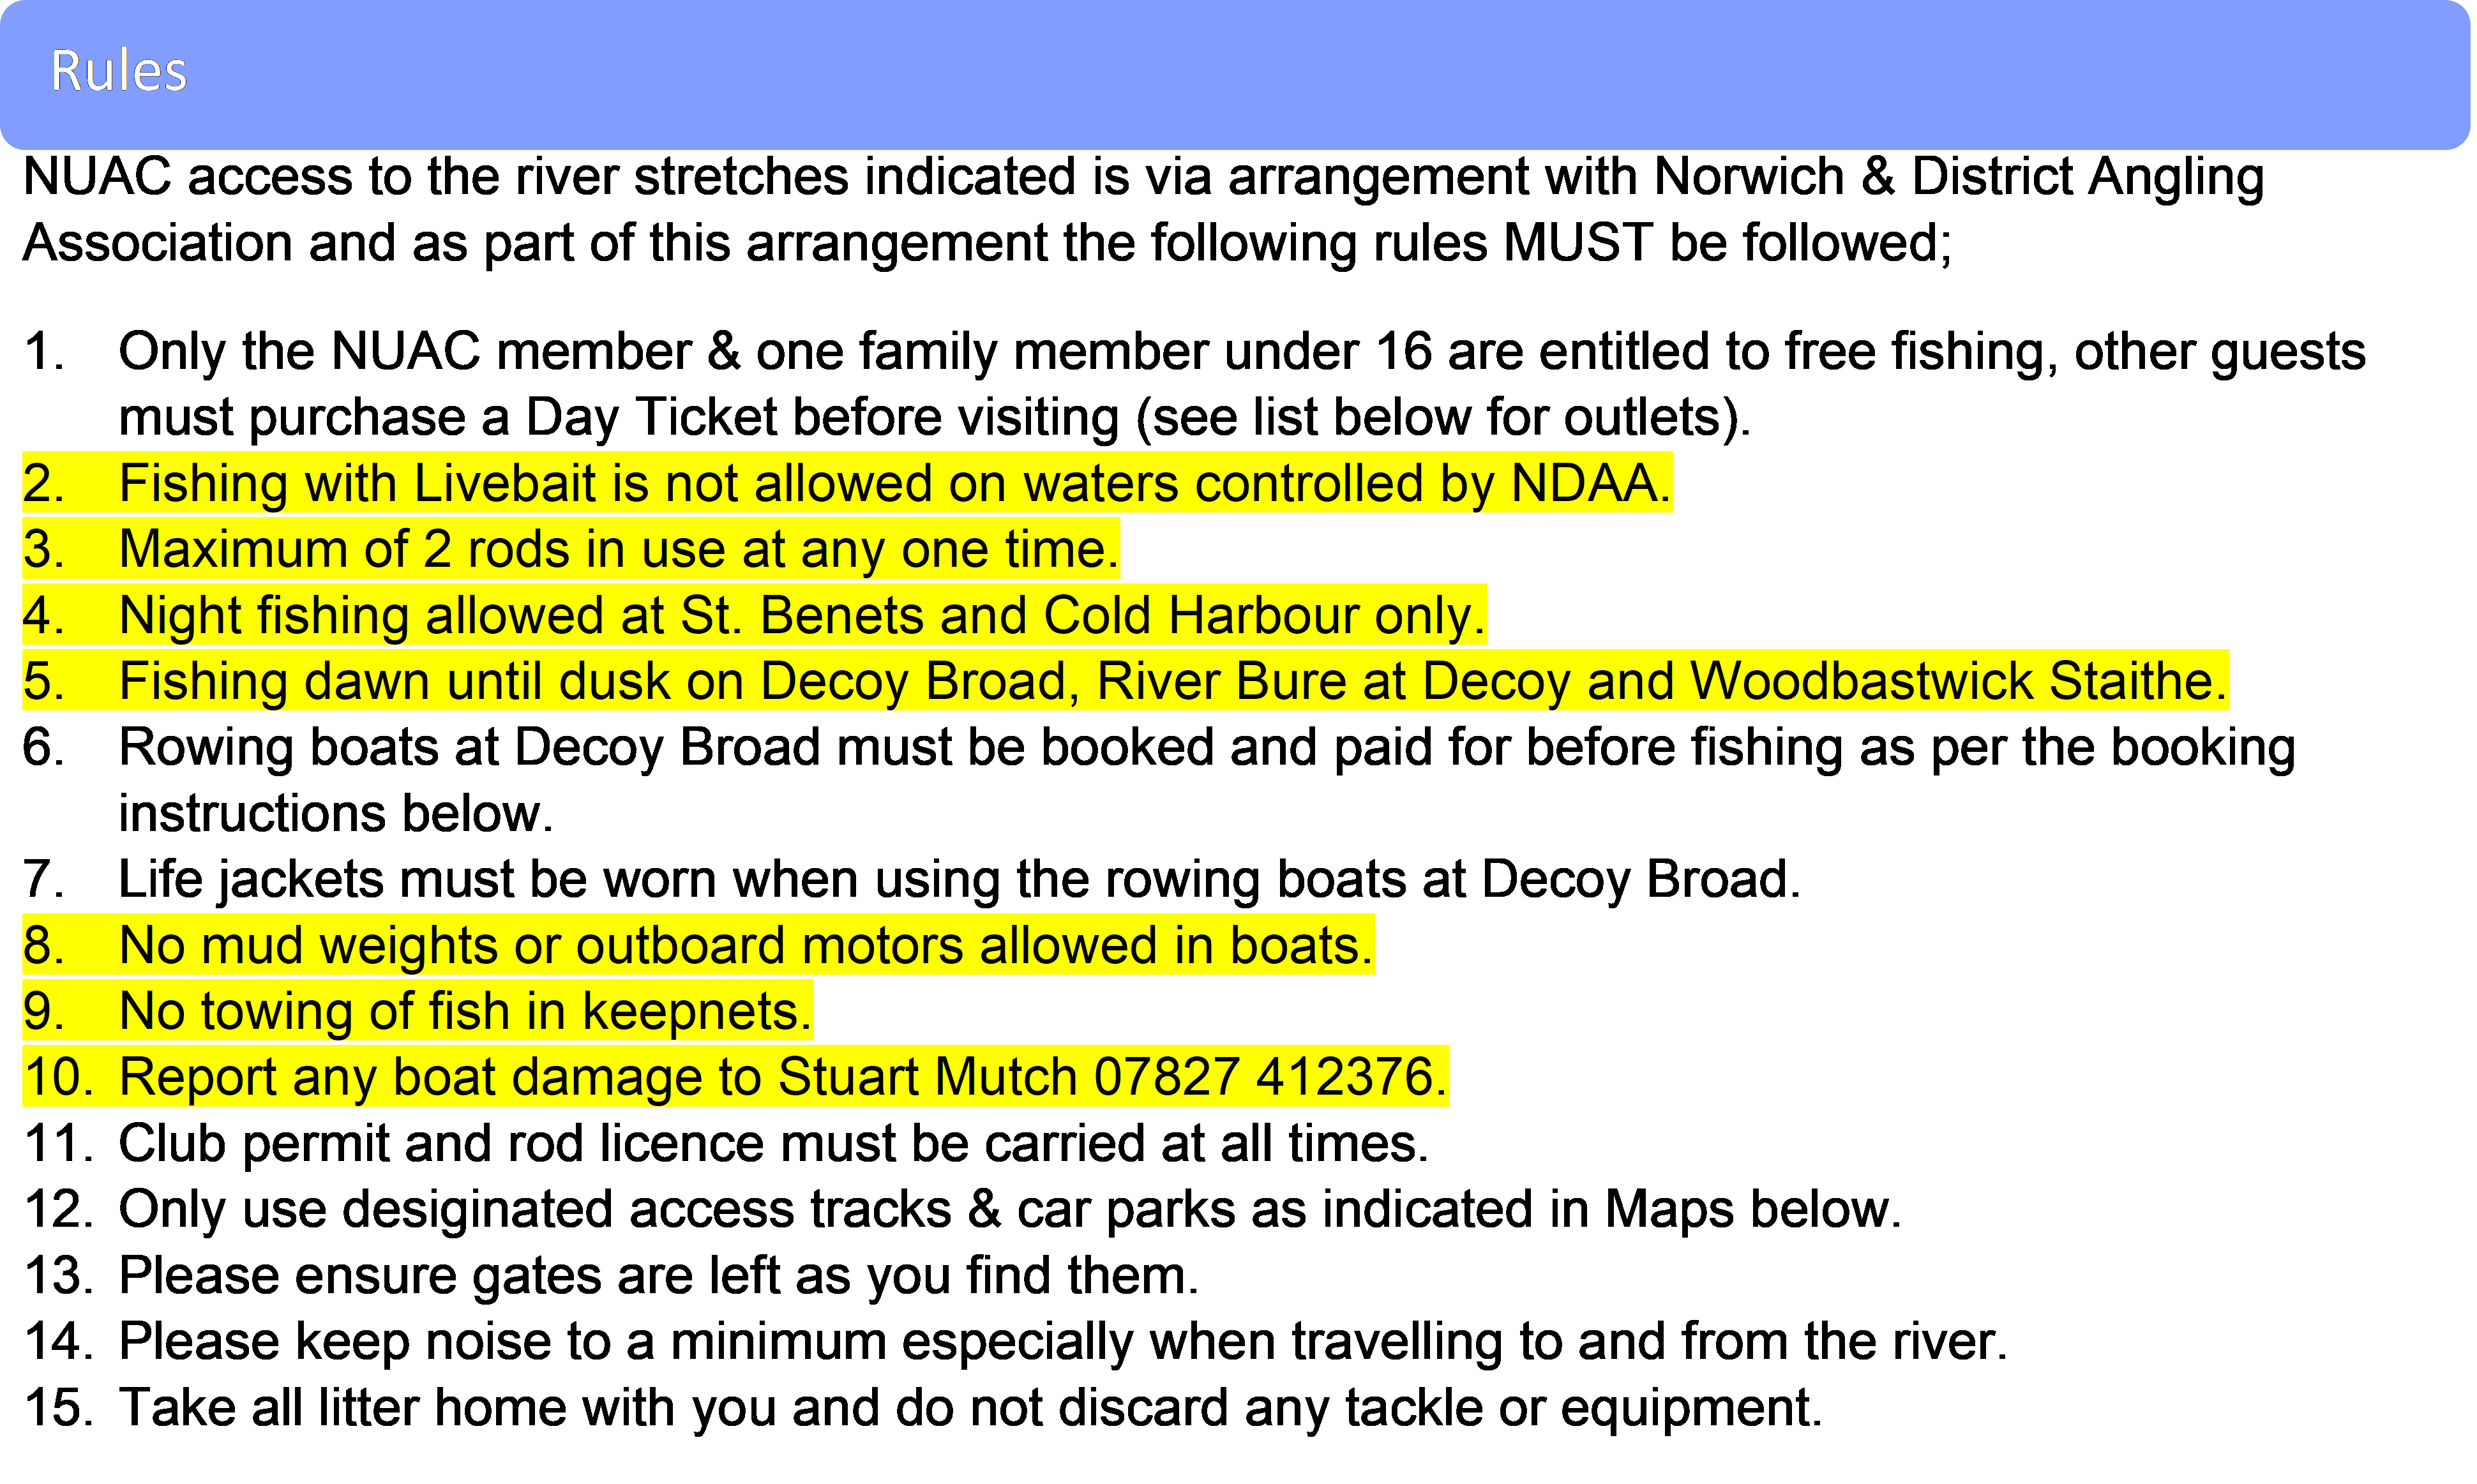 Rules
NUAC access to the river stretches indicated is via arrangement with Norwich & District Angling
Association and as part of this arrangement the following rules MUST be followed;
1. Only the NUAC member & one family member under 16 are entitled to free fishing, other guests
must purchase a Day Ticket before visiting (see list below for outlets).
2. Fishing with Livebait is not allowed on waters controlled by NDAA.
3. Maximum of 2 rods in use at any one time.
4. Night fishing allowed at St. Benets and Cold Harbour only.
5. Fishing dawn until dusk on Decoy Broad, River Bure at Decoy and Woodbastwick Staithe.
6. Rowing boats at Decoy Broad must be booked and paid for before fishing as per the booking
instructions below.
7. Life jackets must be worn when using the rowing boats at Decoy Broad.
8. No mud weights or outboard motors allowed in boats.
9. No towing of fish in keepnets.
10. Report any boat damage to Stuart Mutch 07827 412376.
11. Club permit and rod licence must be carried at all times.
12. Only use desiginated access tracks & car parks as indicated in Maps below.
13. Please ensure gates are left as you find them.
14. Please keep noise to a minimum especially when travelling to and from the river.
15. Take all litter home with you and do not discard any tackle or equipment.